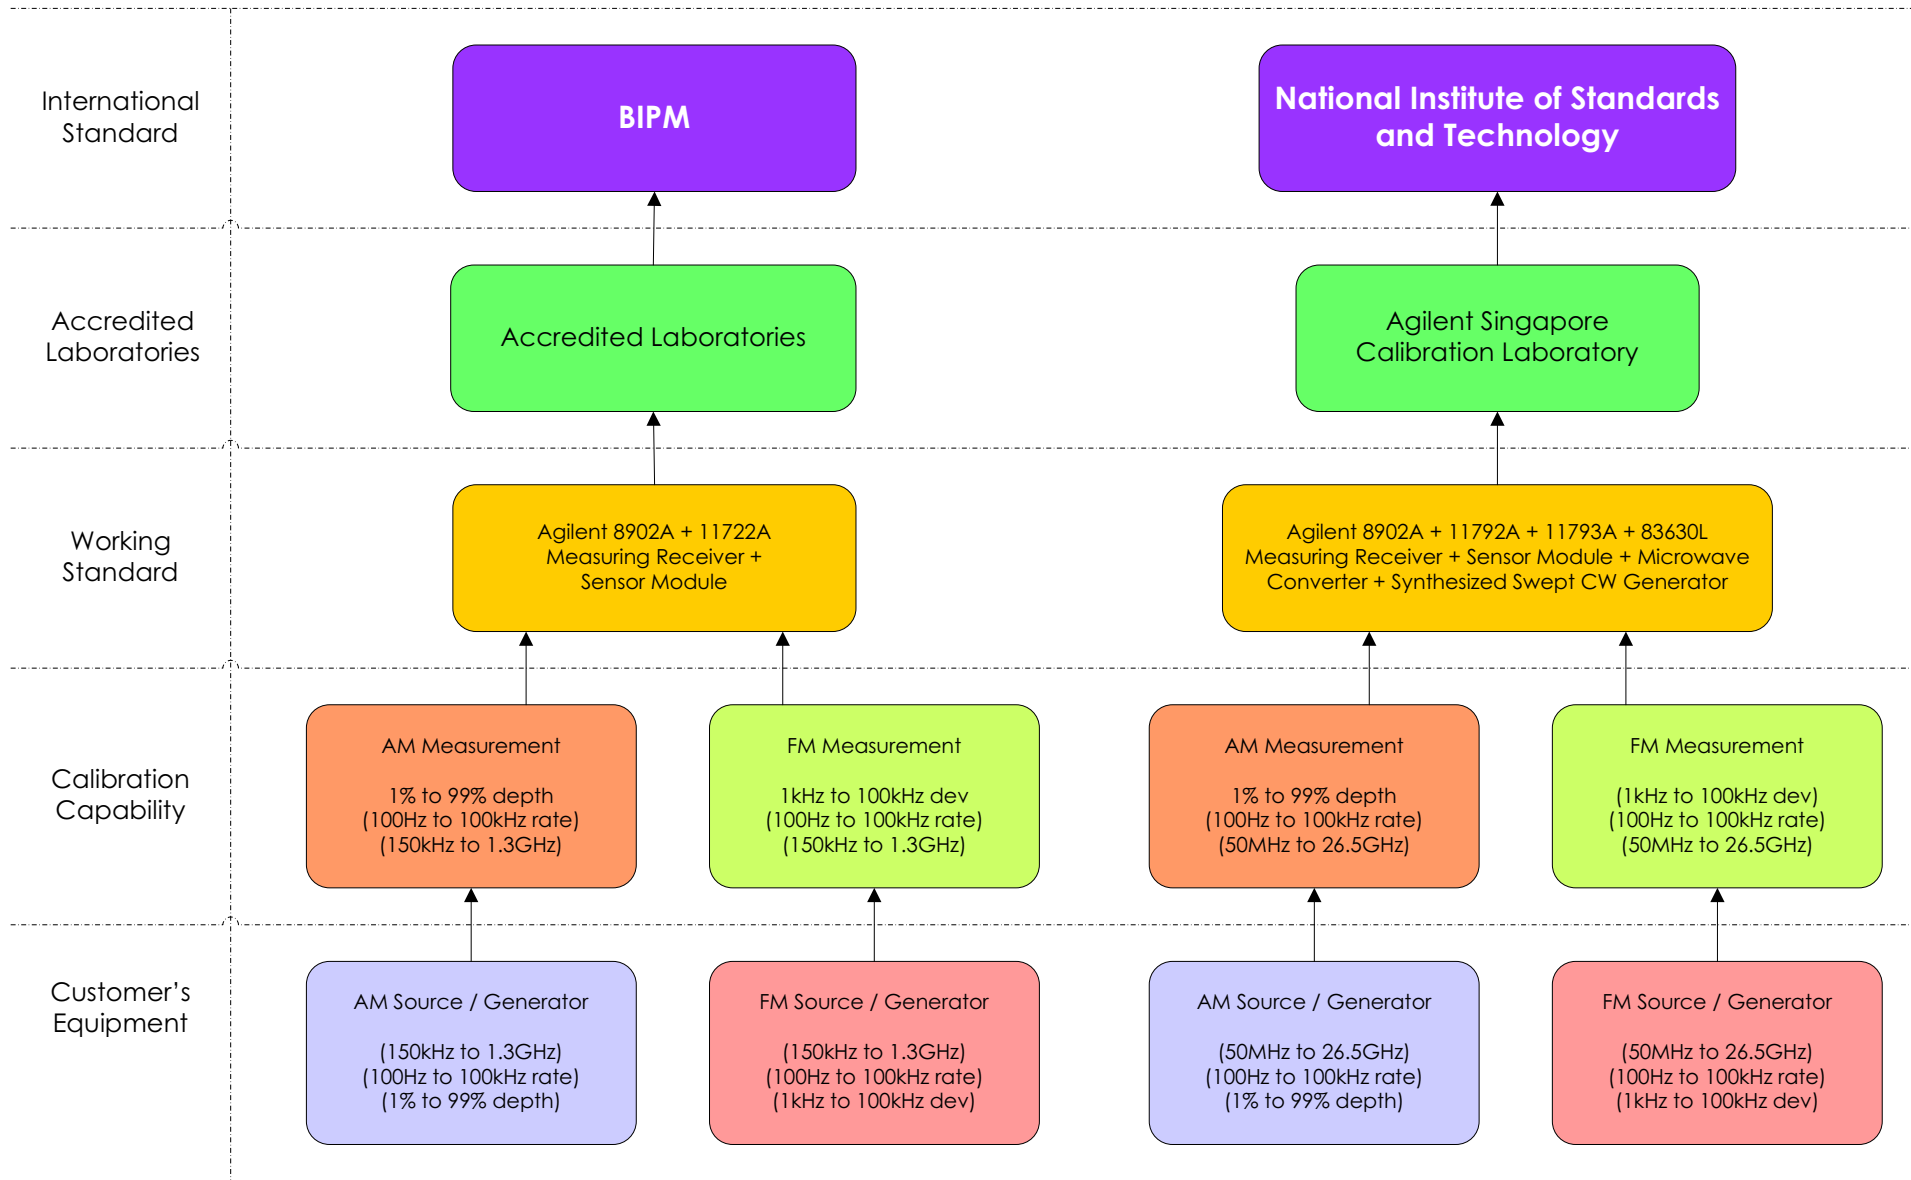 International
Standard
BIPM
National Institute of Standards
and Technology
Accredited
Laboratories
Accredited Laboratories
Agilent Singapore
Calibration Laboratory
Working
Standard
Agilent 8902A + 11722A
Measuring Receiver +
Sensor Module
Agilent 8902A + 11792A + 11793A + 83630L
Measuring Receiver + Sensor Module + Microwave
Converter + Synthesized Swept CW Generator
Calibration
Capability
AM Measurement
1% to 99% depth
(100Hz to 100kHz rate)
(150kHz to 1.3GHz)
FM Measurement
1kHz to 100kHz dev
(100Hz to 100kHz rate)
(150kHz to 1.3GHz)
AM Measurement
1% to 99% depth
(100Hz to 100kHz rate)
(50MHz to 26.5GHz)
FM Measurement
(1kHz to 100kHz dev)
(100Hz to 100kHz rate)
(50MHz to 26.5GHz)
Customer’s
Equipment
AM Source / Generator
(150kHz to 1.3GHz)
(100Hz to 100kHz rate)
(1% to 99% depth)
FM Source / Generator
(150kHz to 1.3GHz)
(100Hz to 100kHz rate)
(1kHz to 100kHz dev)
AM Source / Generator
(50MHz to 26.5GHz)
(100Hz to 100kHz rate)
(1% to 99% depth)
FM Source / Generator
(50MHz to 26.5GHz)
(100Hz to 100kHz rate)
(1kHz to 100kHz dev)